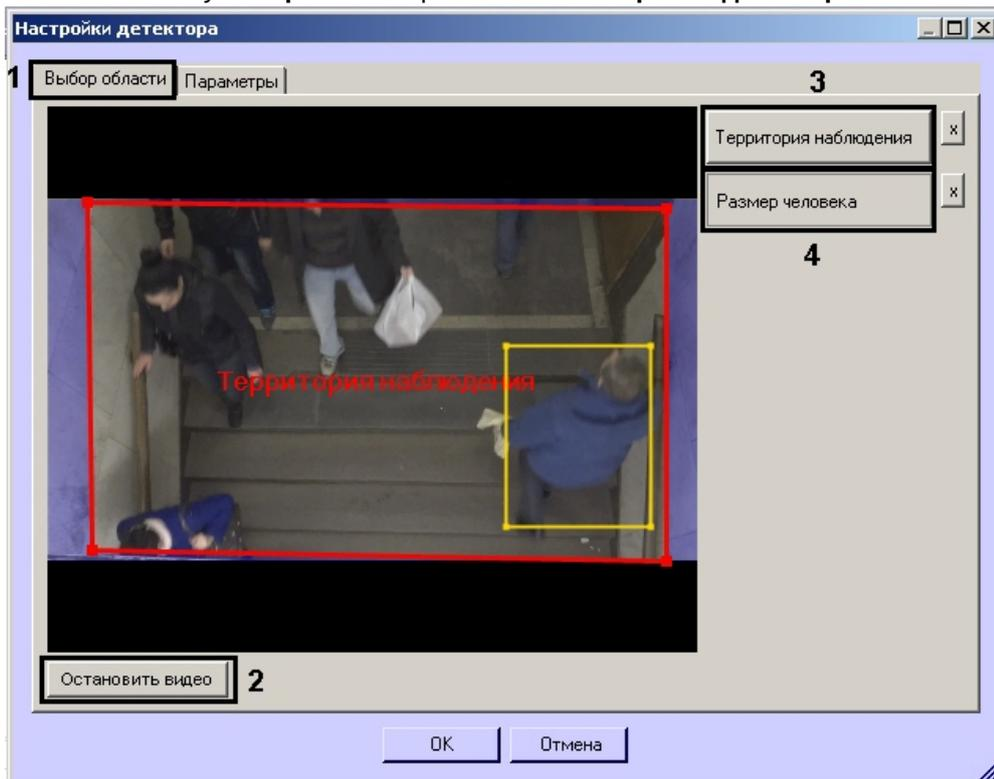 Настройки детектора
1
Выбор области
Параметры
3
Территория наблюдения
x
Размер человека
x
4
Территория наблюдения
Остановить видео
2
OK
Отмена